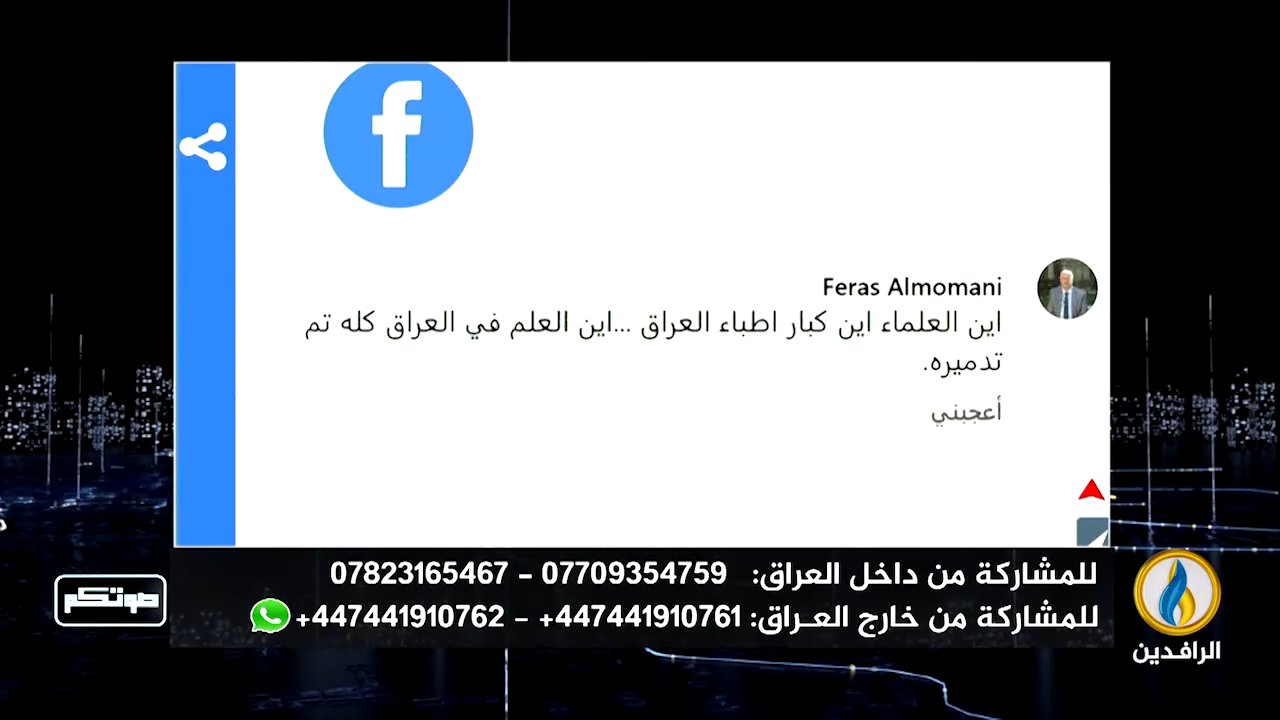 Feras Almomani
اين العلماء اين كبار اطباء العراق ...اين العلم في العراق كله تم
تدميره.
أعجبني
للمشاركة من داخل العراق: 07709354759 - 07823165467
للمشاركة من خارج العـراق: 447441910761+ - 447441910762+
صوتكم
الرافدين